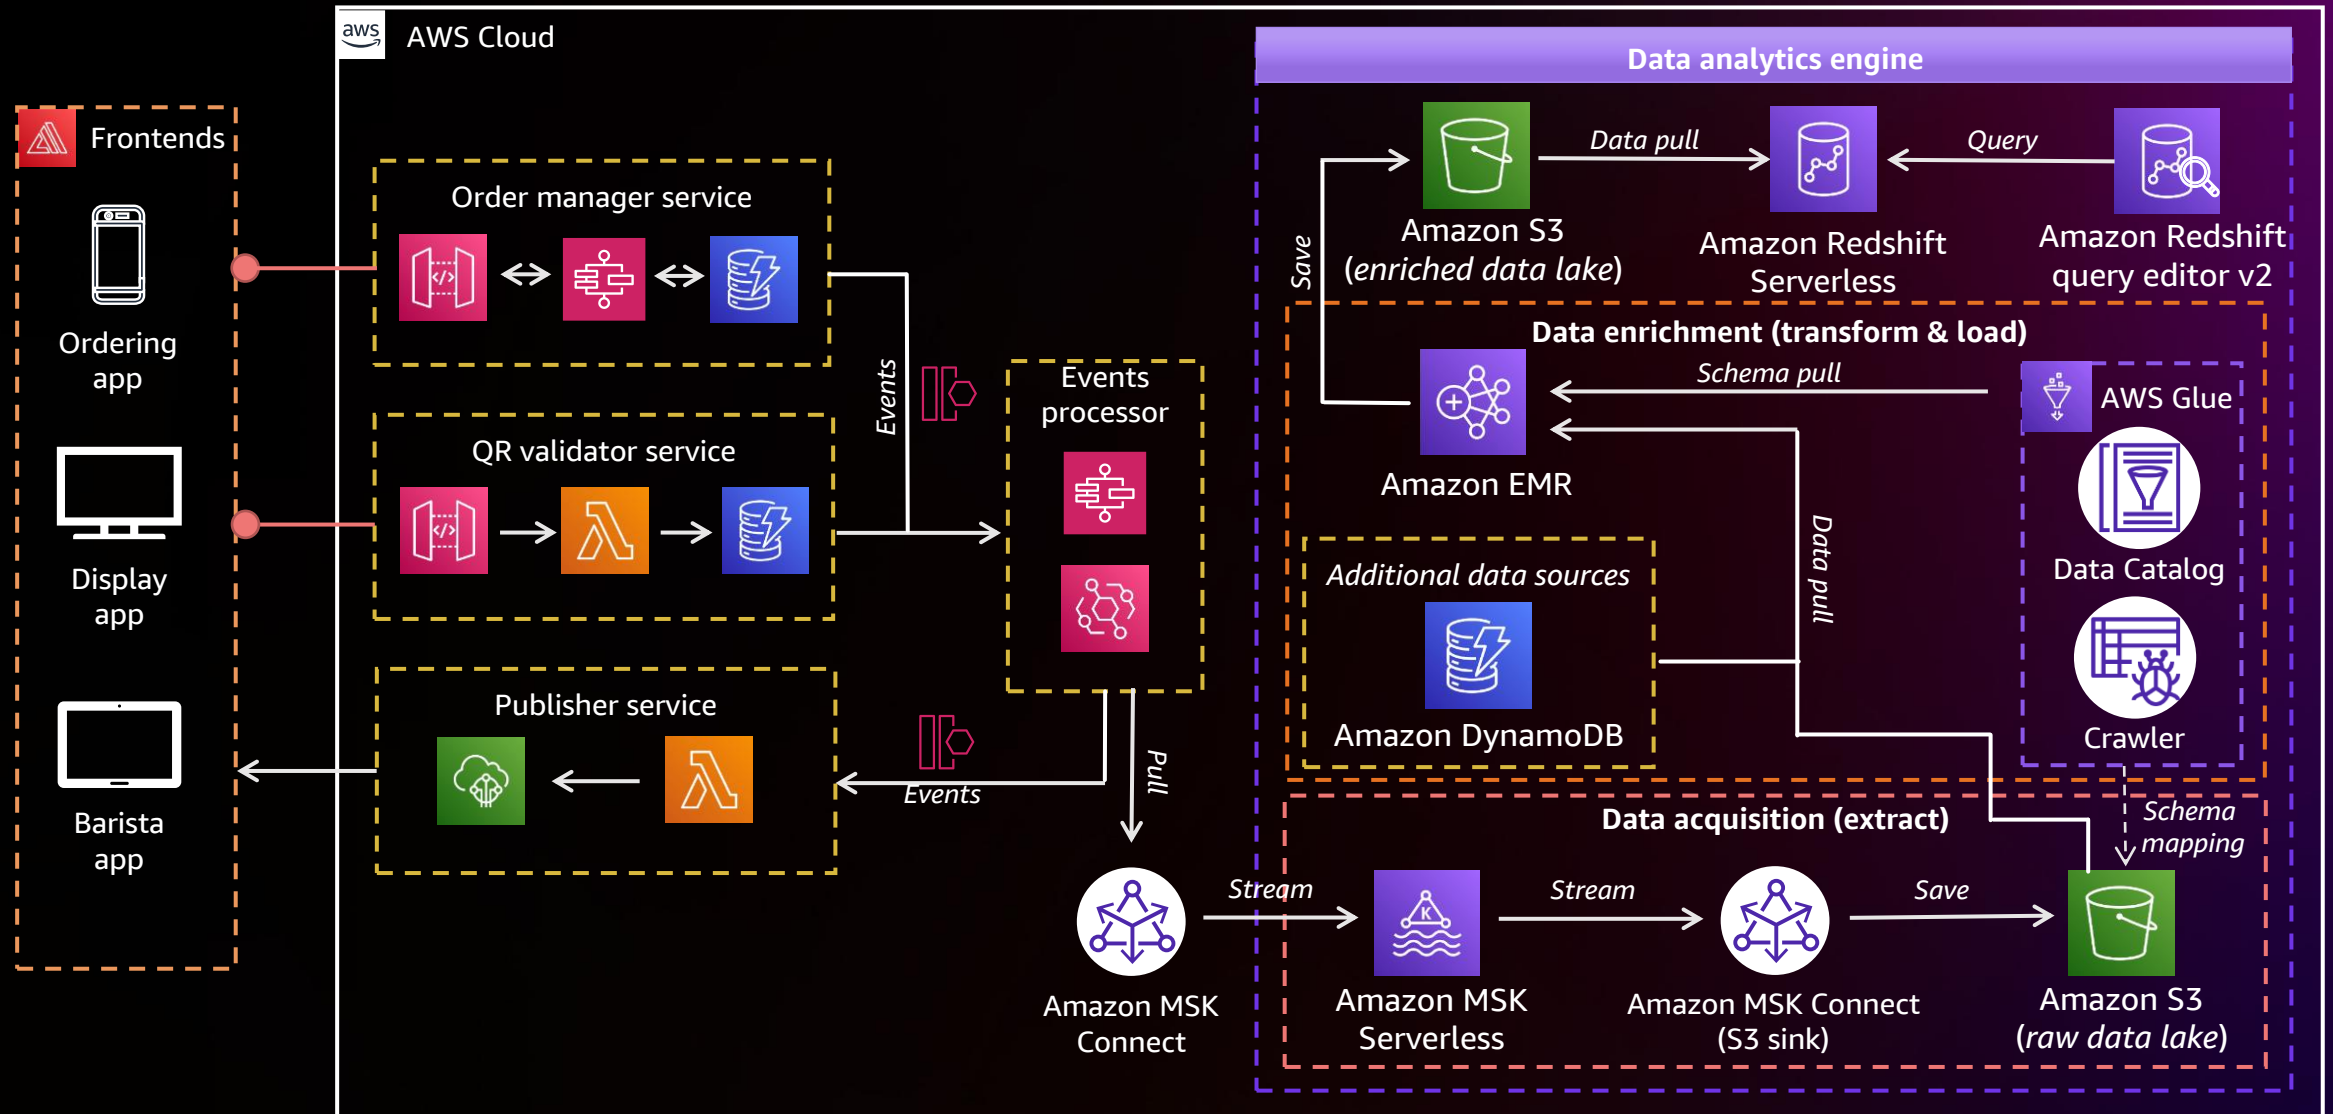 aws
AWS Cloud
Frontends
Ordering
app
Display
app
Barista
app
Order manager service
</>
QR validator service
</>
Publisher service
Events
Events
processor
Events
Pull
Amazon MSK
Connect
Stream
Data analytics engine
Amazon S3
(enriched data lake)
Data pull
Amazon Redshift
Serverless
Query
Amazon Redshift
query editor v2
Save
Data enrichment (transform & load)
Schema pull
Amazon EMR
AWS Glue
Data Catalog
Crawler
Data pull
Additional data sources
Amazon DynamoDB
Data acquisition (extract)
Schema
mapping
K
Amazon MSK
Serverless
Stream
Amazon MSK Connect
(S3 sink)
Save
Amazon S3
(raw data lake)